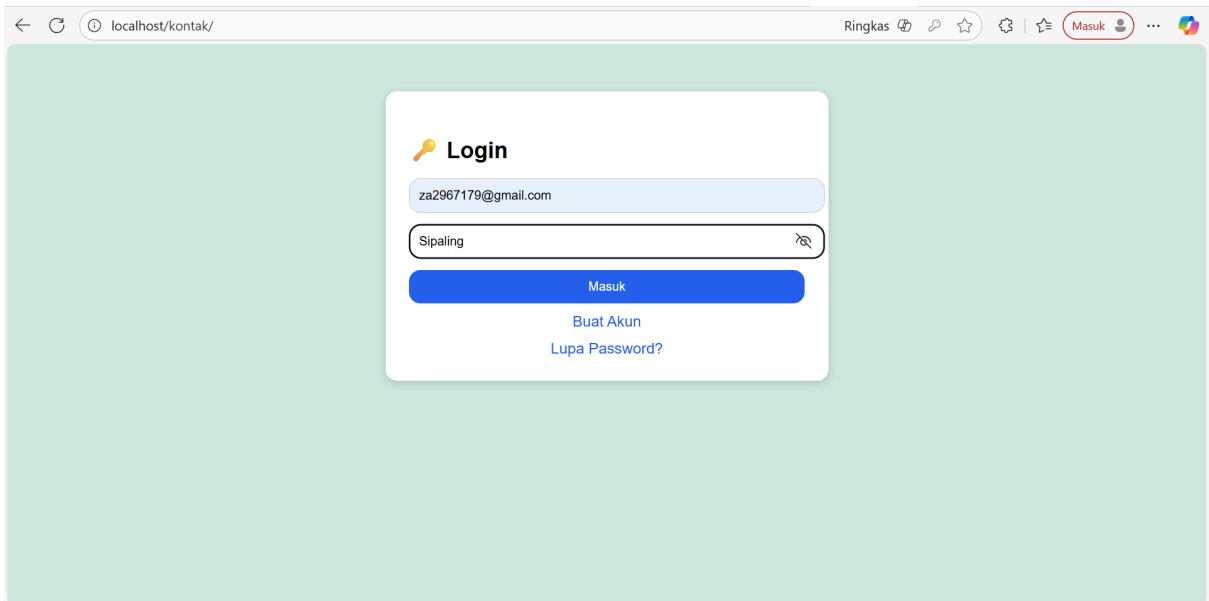 localhost/kontak/ Ringkas Masuk
Login
za2967179@gmail.com
Sipaling
Masuk
Buat Akun
Lupa Password?